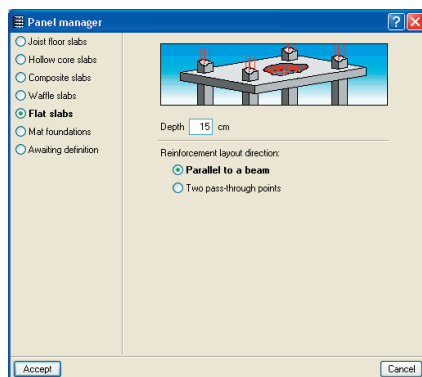 Panel manager
Joist floor slabs
Hollow core slabs
Composite slabs
Waffle slabs
Flat slabs
Mat foundations
Awaiting definition
Depth 15 cm
Reinforcement layout direction:
Parallel to a beam
Two pass-through points
Accept
Cancel